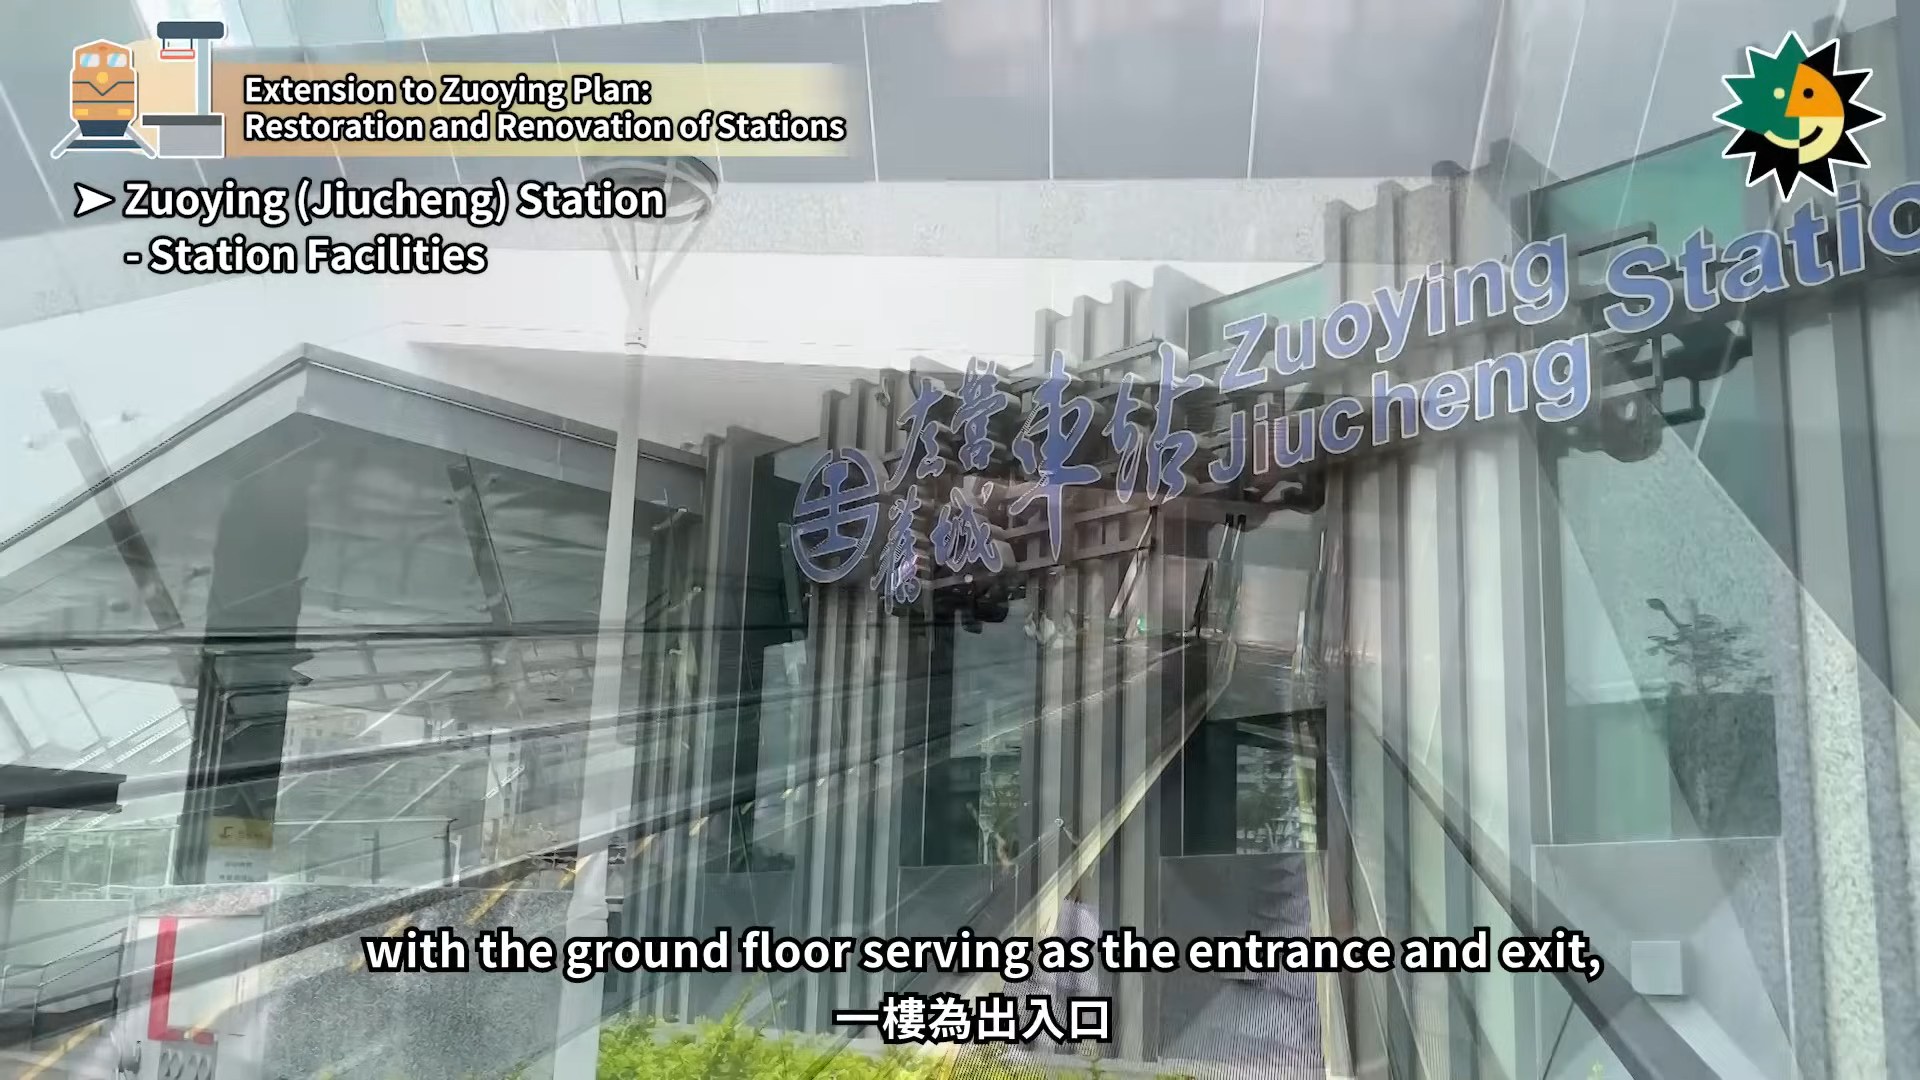 Extension to Zuoying Plan:
Restoration and Renovation of Stations
➤ Zuoying (Jiucheng) Station
- Station Facilities
左營車站
舊城
Zuoying Statio
Jiucheng
with the ground floor serving as the entrance and exit,
一樓為出入口